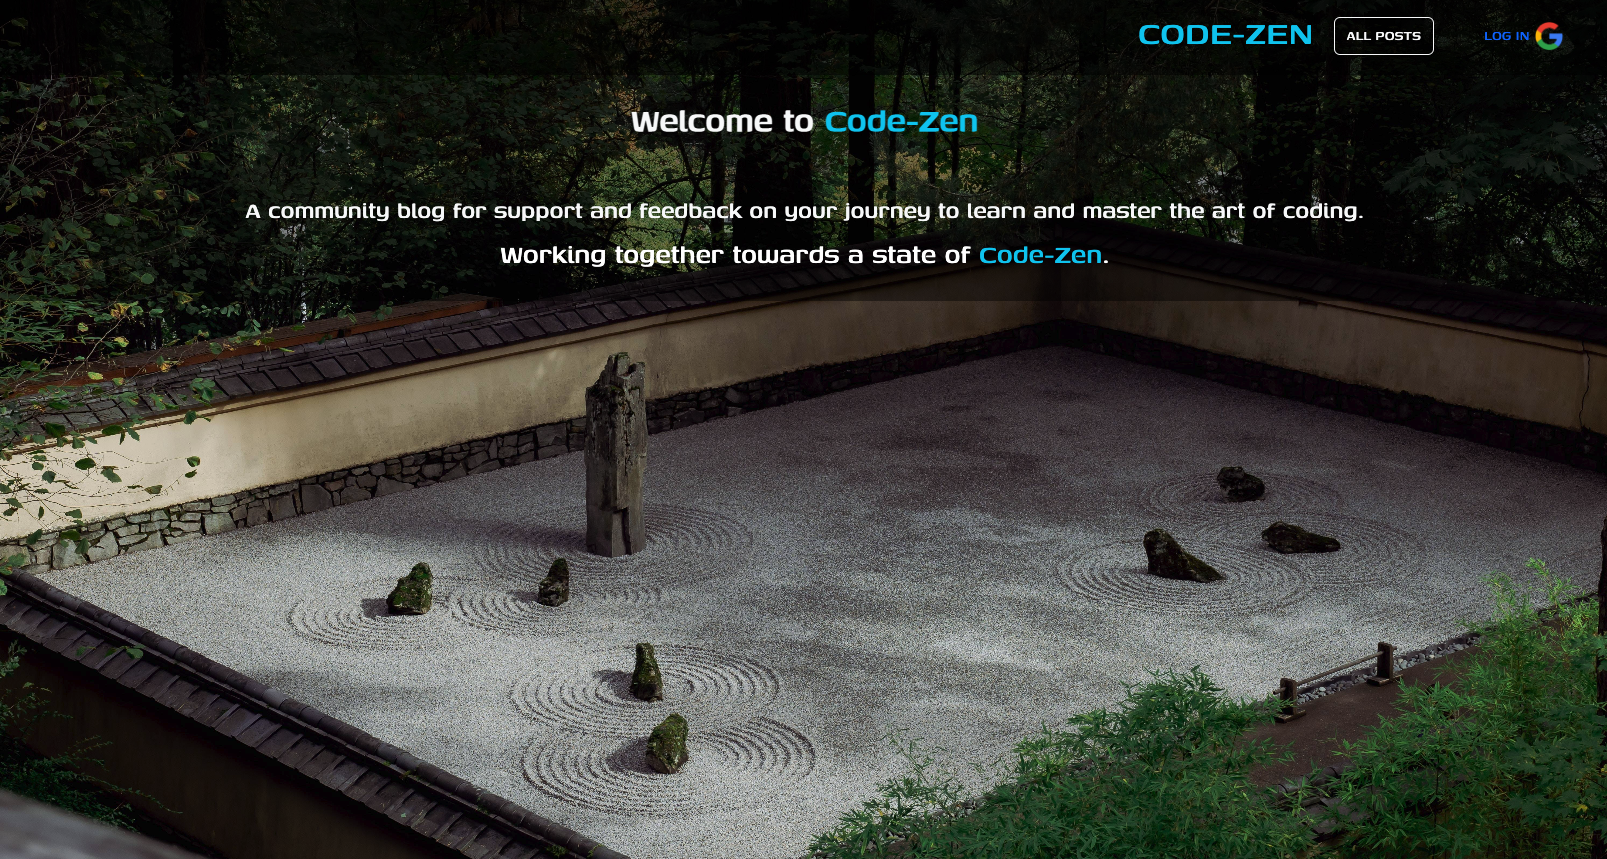 CODE-ZEN ALL POSTS LOG IN
Welcome to Code-Zen
A community blog for support and feedback on your journey to learn and master the art of coding.
Working together towards a state of Code-Zen.